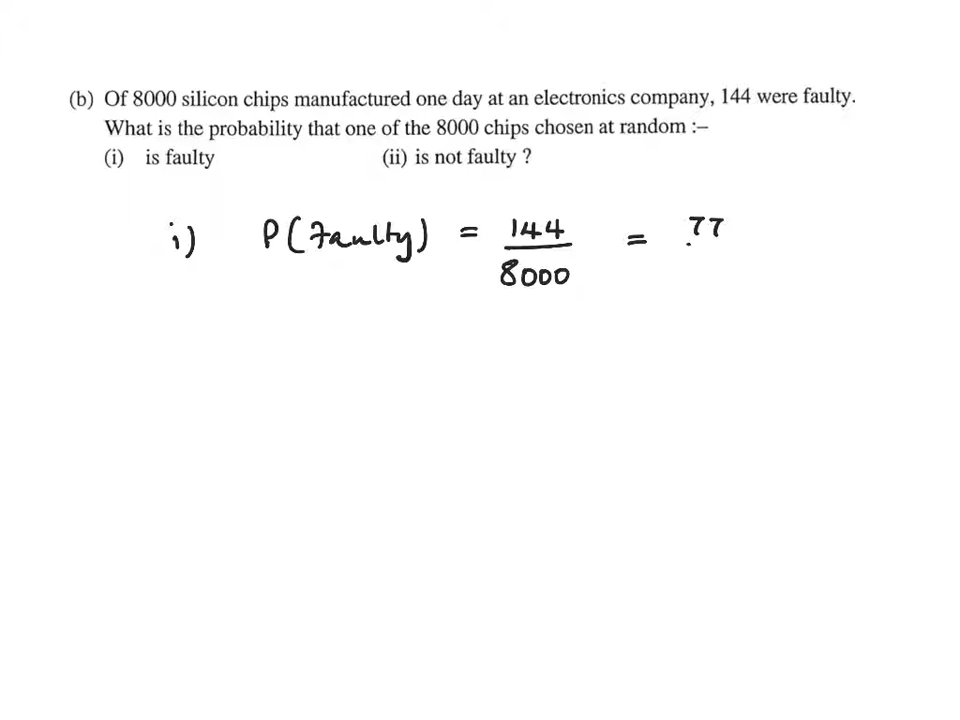 (b) Of 8000 silicon chips manufactured one day at an electronics company, 144 were faulty.
What is the probability that one of the 8000 chips chosen at random :–
(i) is faulty (ii) is not faulty ?
i) P(Faulty) = 144/8000 = .77